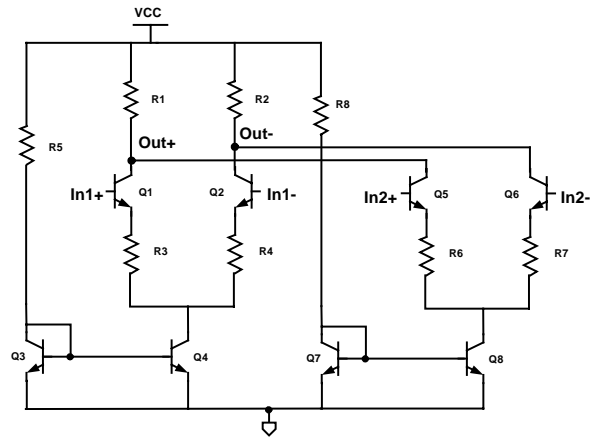 VCC
R1
R2
R8
R5
Out+
Out-
In1+
Q1
Q2
In1-
In2+
Q5
Q6
In2-
R3
R4
R6
R7
Q3
Q4
Q7
Q8